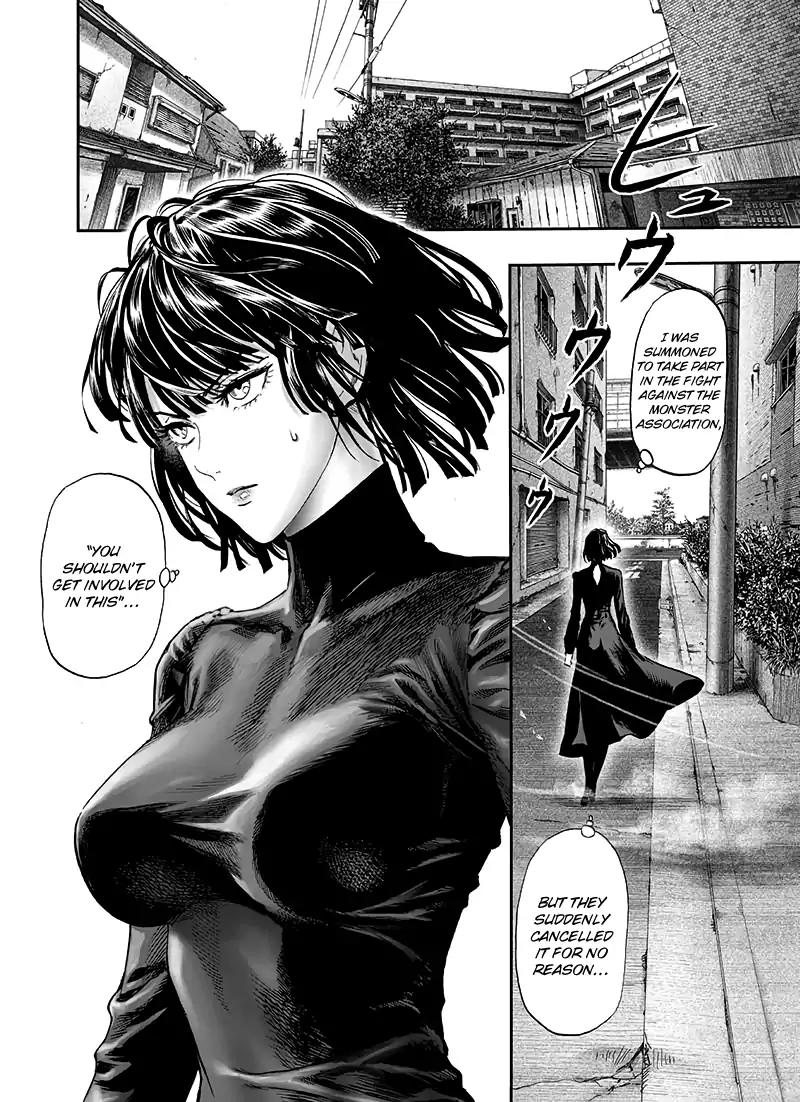 ヒュウウウゥ
I WAS
SUMMONED
TO TAKE PART
IN THE FIGHT
AGAINST THE
MONSTER
ASSOCIATION,
BUT THEY
SUDDENLY
CANCELLED
IT FOR NO
REASON...
"YOU
SHOULDN'T
GET INVOLVED
IN THIS"...